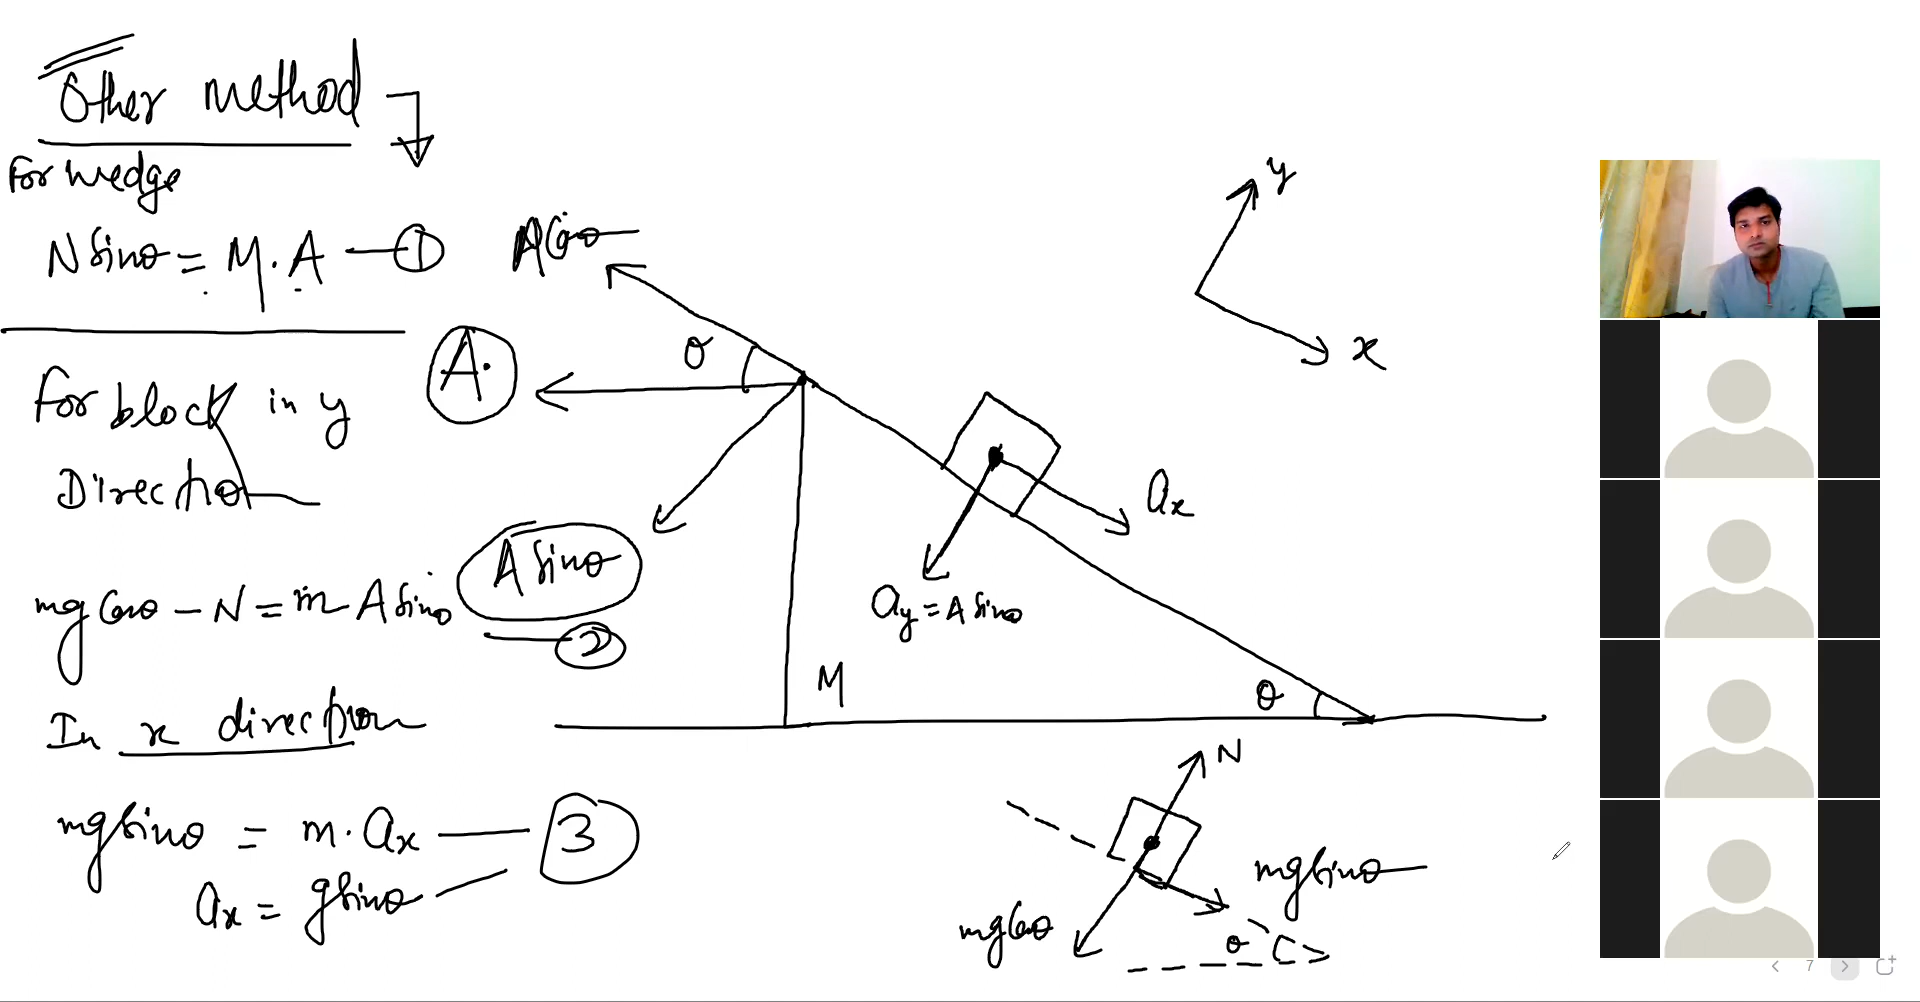 Other method
For wedge
N sinθ = M.A — ①
For block in y
Direction
mg cosθ - N = m A sinθ
②
In x direction
mg sinθ = m.ax — ③
ax = g sinθ
A cosθ
θ
A
A sinθ
y
x
ax
ay = A sinθ
M
θ
N
mg sinθ
mg cosθ
θ
7